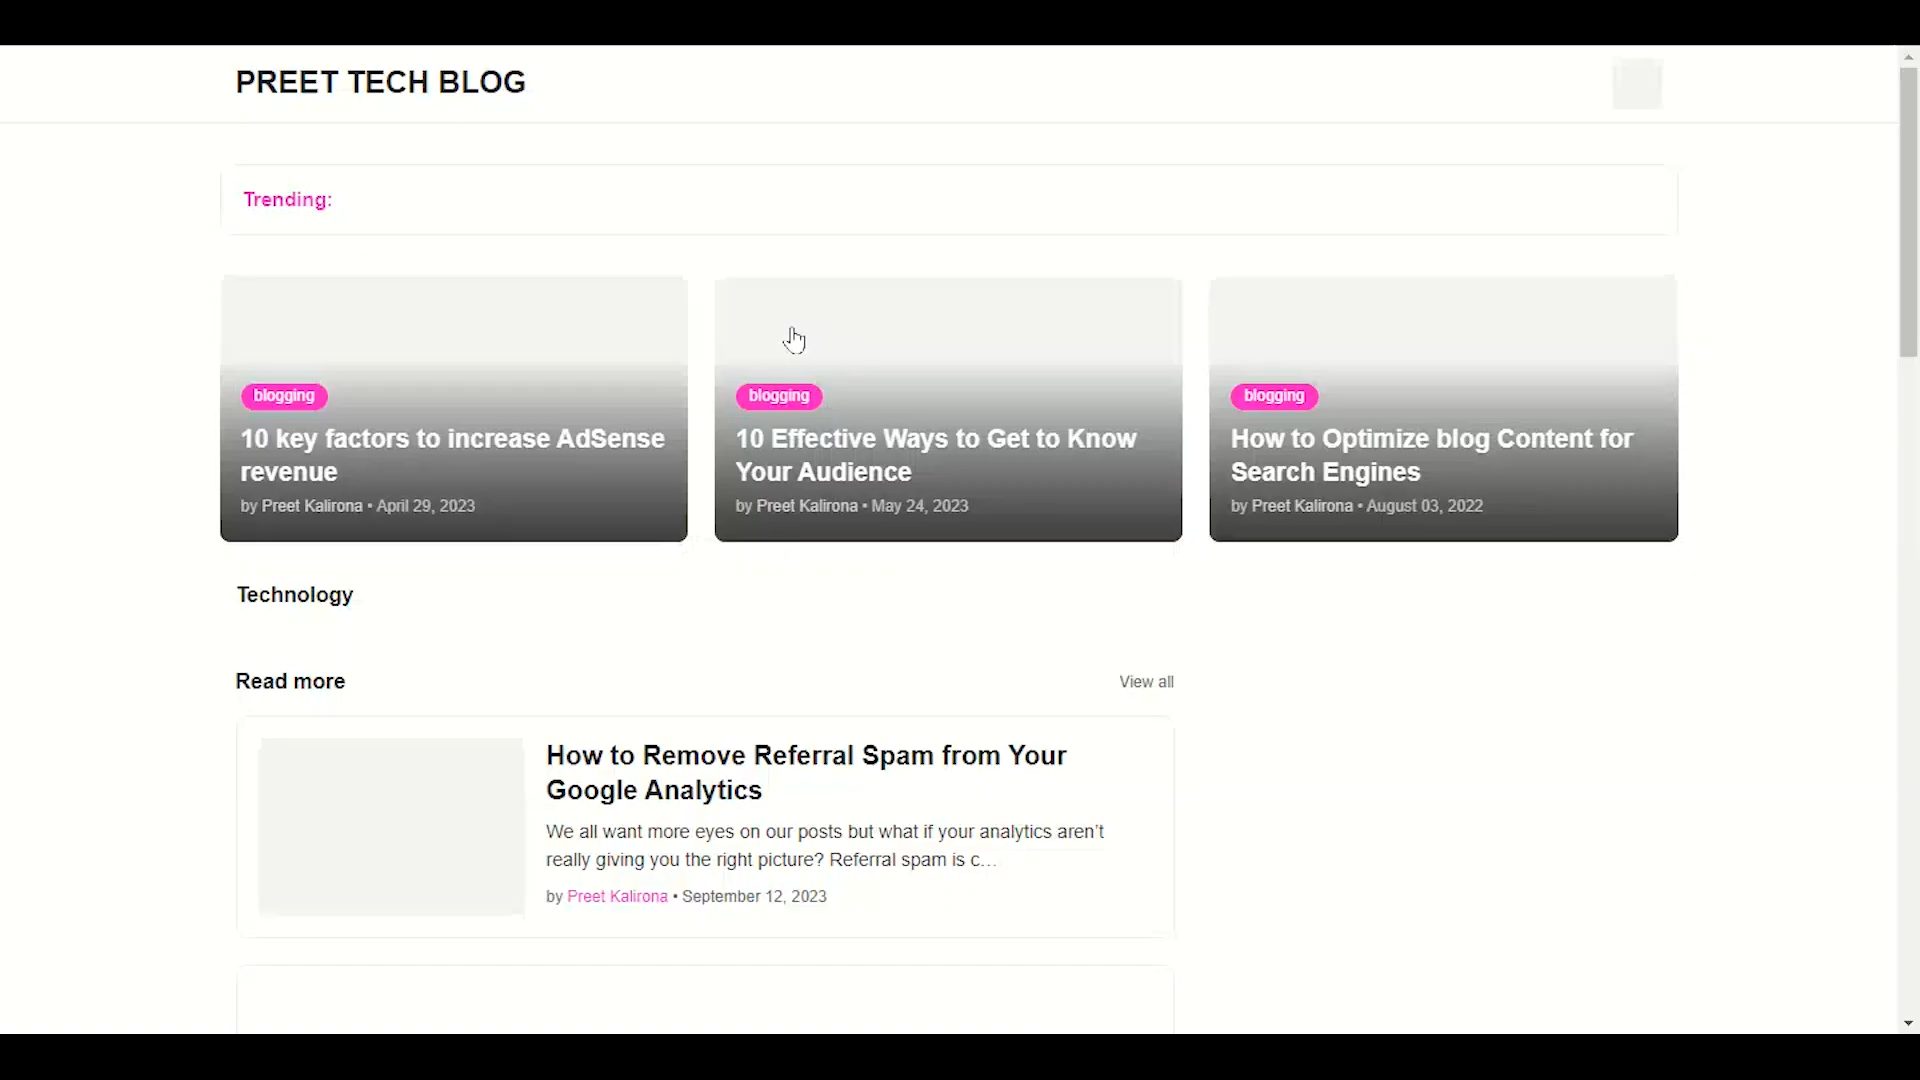 PREET TECH BLOG
Trending:
blogging
10 key factors to increase AdSense
revenue
by Preet Kalirona • April 29, 2023
blogging
10 Effective Ways to Get to Know
Your Audience
by Preet Kalirona • May 24, 2023
blogging
How to Optimize blog Content for
Search Engines
by Preet Kalirona • August 03, 2022
Technology
Read more
View all
How to Remove Referral Spam from Your
Google Analytics
We all want more eyes on our posts but what if your analytics aren’t
really giving you the right picture? Referral spam is c…
by Preet Kalirona • September 12, 2023